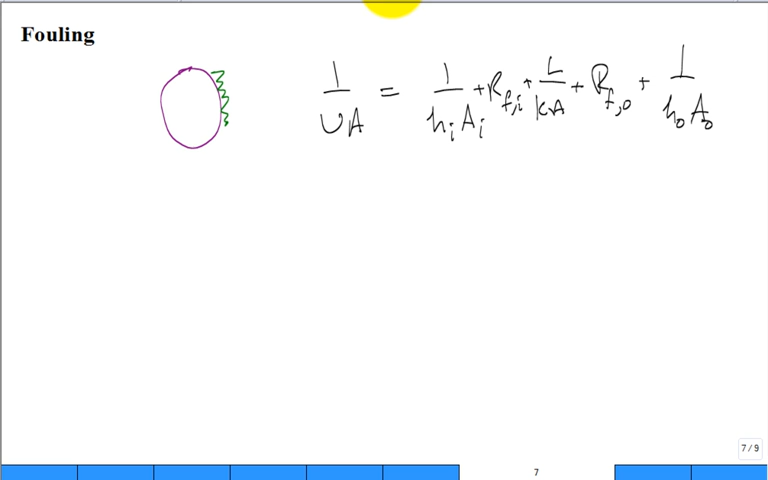 Fouling
1/UA = 1/h_i A_i + R_f,i + L/kA + R_f,o + 1/h_o A_o
7/9
7